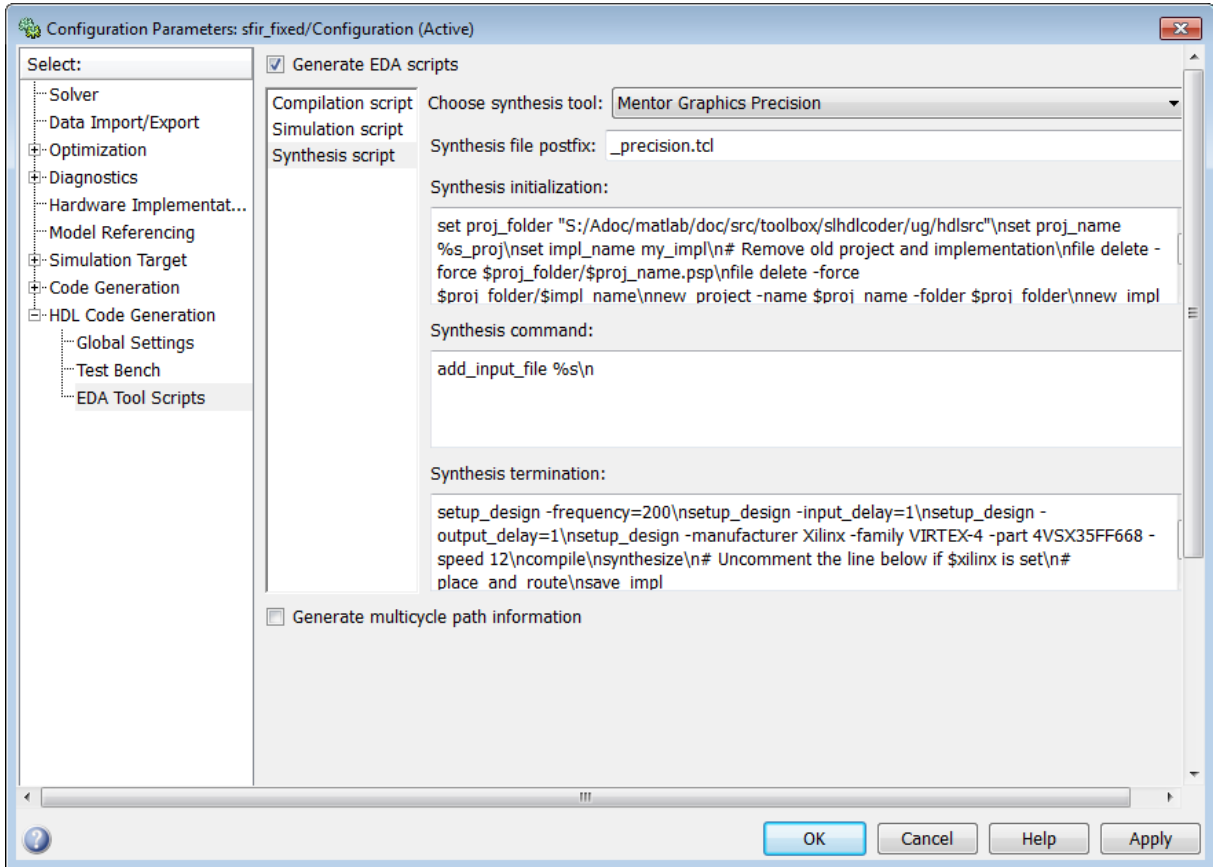 Configuration Parameters: sfir_fixed/Configuration (Active)
Select:
Solver
Data Import/Export
Optimization
Diagnostics
Hardware Implementat...
Model Referencing
Simulation Target
Code Generation
HDL Code Generation
Global Settings
Test Bench
EDA Tool Scripts
Generate EDA scripts
Compilation script
Simulation script
Synthesis script
Choose synthesis tool: Mentor Graphics Precision
Synthesis file postfix: _precision.tcl
Synthesis initialization:
set proj_folder "S:/Adoc/matlab/doc/src/toolbox/slhdlcoder/ug/hdlsrc"\nset proj_name
%s_proj\nset impl_name my_impl\n# Remove old project and implementation\nfile delete -
force $proj_folder/$proj_name.psp\nfile delete -force
$proj_folder/$impl_name\nnew_project -name $proj_name -folder $proj_folder\nnew_impl
Synthesis command:
add_input_file %s\n
Synthesis termination:
setup_design -frequency=200\nsetup_design -input_delay=1\nsetup_design -
output_delay=1\nsetup_design -manufacturer Xilinx -family VIRTEX-4 -part 4VSX35FF668 -
speed 12\ncompile\nsynthesize\n# Uncomment the line below if $xilinx is set\n#
place_and_route\nsave_impl
Generate multicycle path information
OK
Cancel
Help
Apply